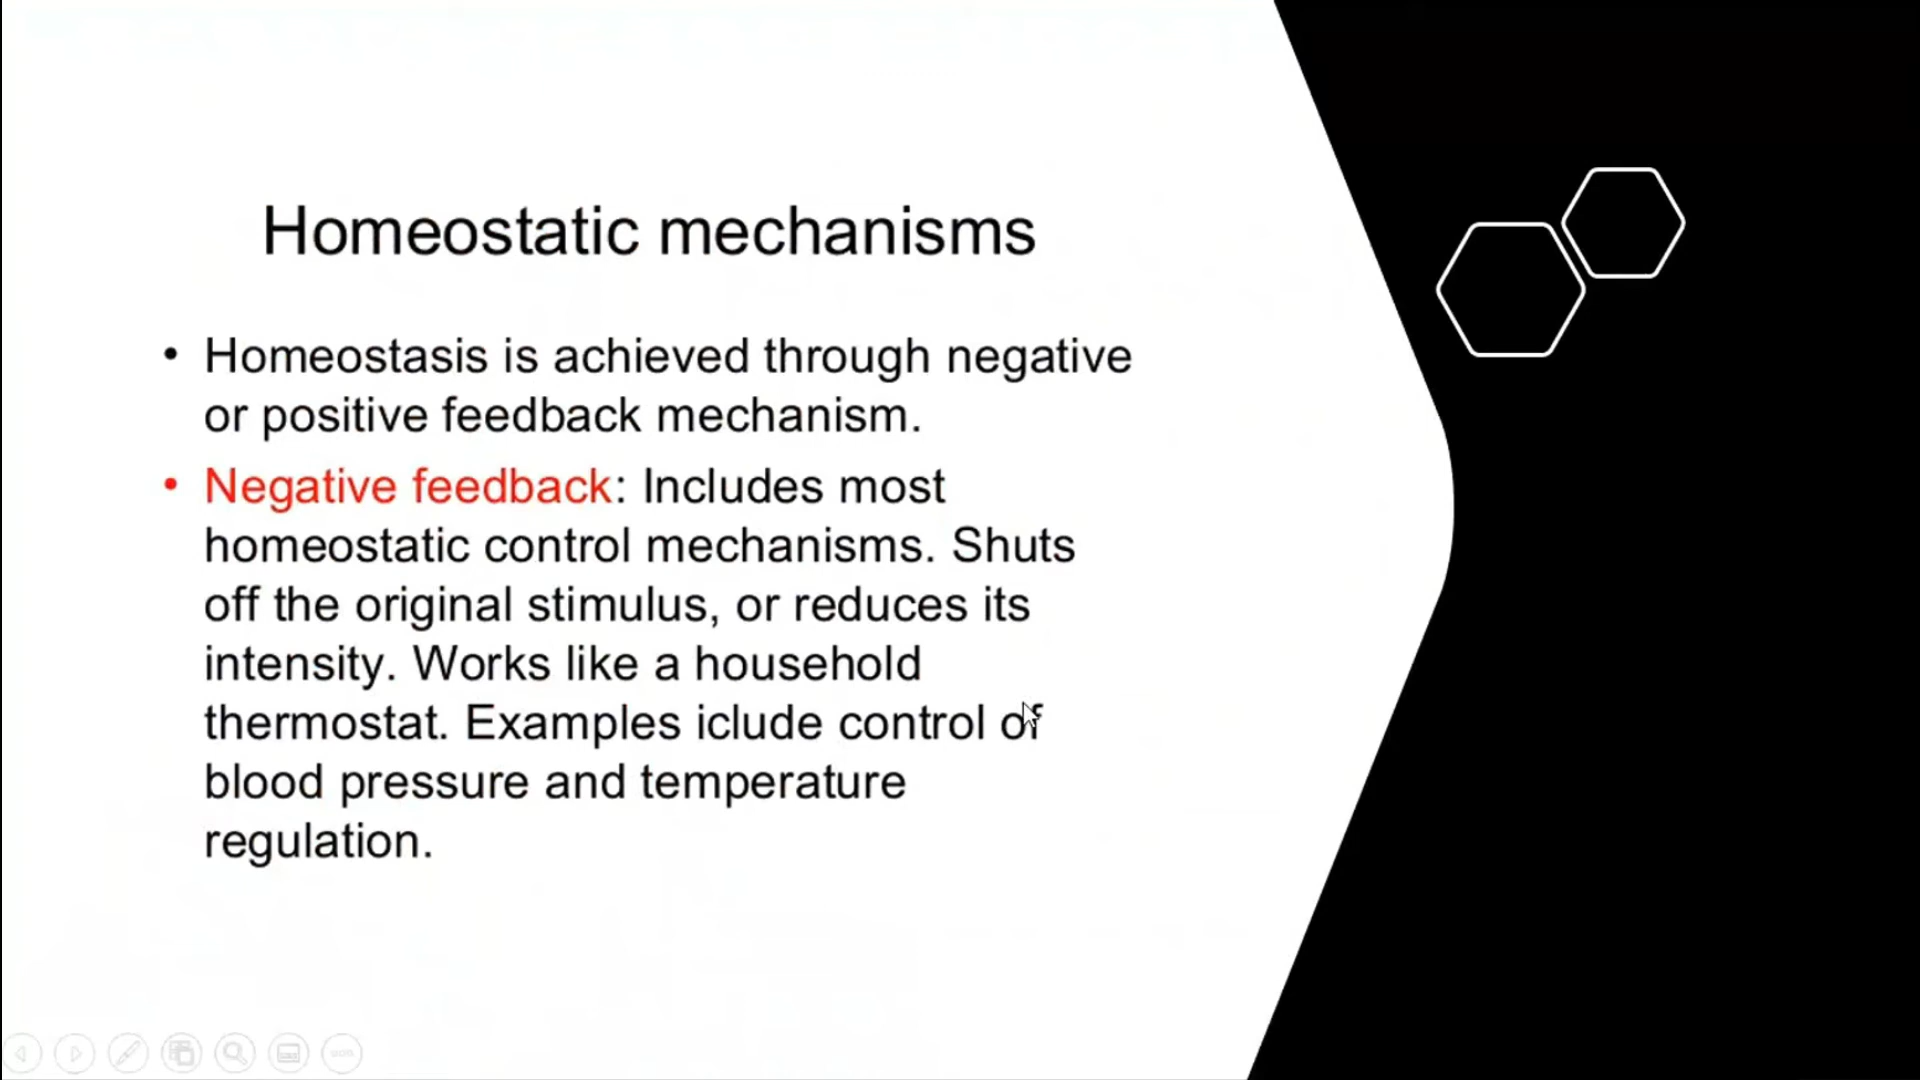 Homeostatic mechanisms
• Homeostasis is achieved through negative
or positive feedback mechanism.
• Negative feedback: Includes most
homeostatic control mechanisms. Shuts
off the original stimulus, or reduces its
intensity. Works like a household
thermostat. Examples iclude control of
blood pressure and temperature
regulation.